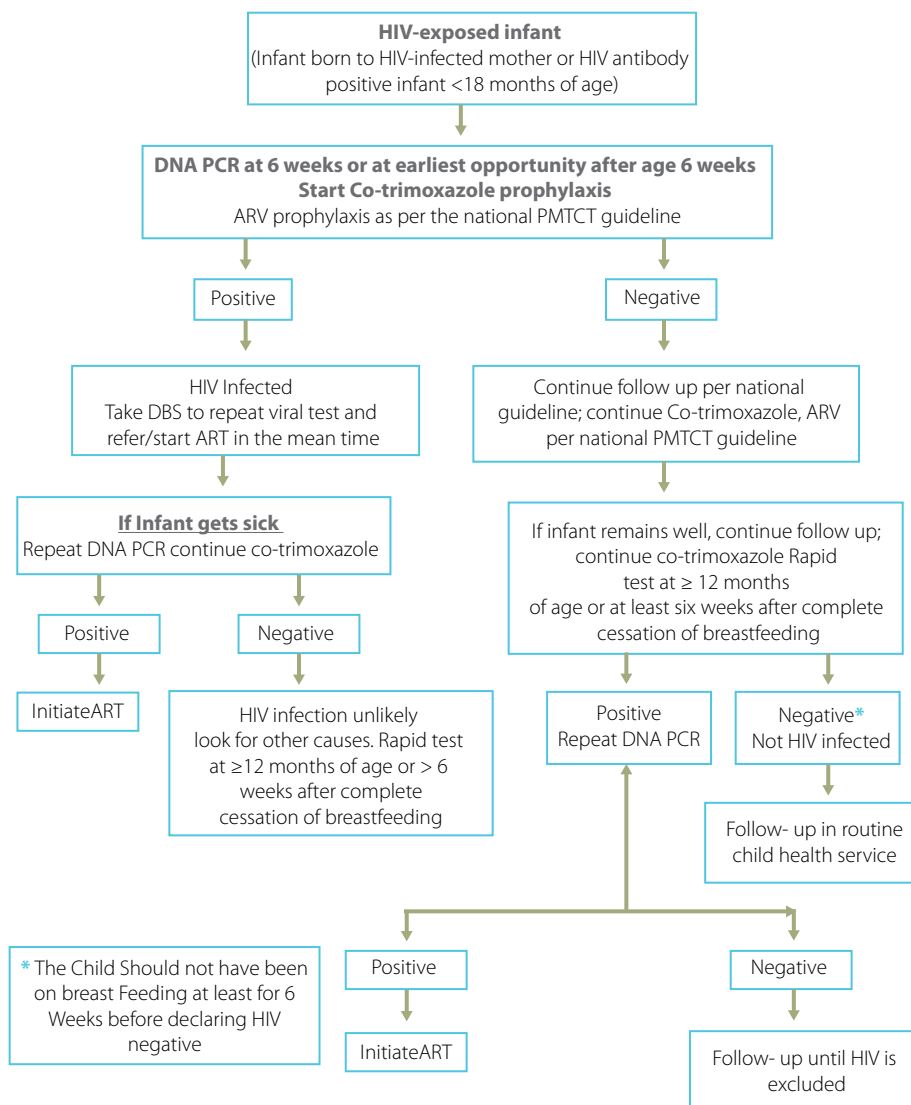 HIV-exposed infant
(Infant born to HIV-infected mother or HIV antibody
positive infant <18 months of age)
DNA PCR at 6 weeks or at earliest opportunity after age 6 weeks
Start Co-trimoxazole prophylaxis
ARV prophylaxis as per the national PMTCT guideline
Positive
Negative
HIV Infected
Take DBS to repeat viral test and
refer/start ART in the mean time
Continue follow up per national
guideline; continue Co-trimoxazole, ARV
per national PMTCT guideline
If Infant gets sick
Repeat DNA PCR continue co-trimoxazole
If infant remains well, continue follow up;
continue co-trimoxazole Rapid
test at ≥ 12 months
of age or at least six weeks after complete
cessation of breastfeeding
Positive
Negative
InitiateART
HIV infection unlikely
look for other causes. Rapid test
at ≥12 months of age or > 6
weeks after complete
cessation of breastfeeding
Positive
Repeat DNA PCR
Negative*
Not HIV infected
Follow- up in routine
child health service
* The Child Should not have been
on breast Feeding at least for 6
Weeks before declaring HIV
negative
Positive
Negative
InitiateART
Follow- up until HIV is
excluded